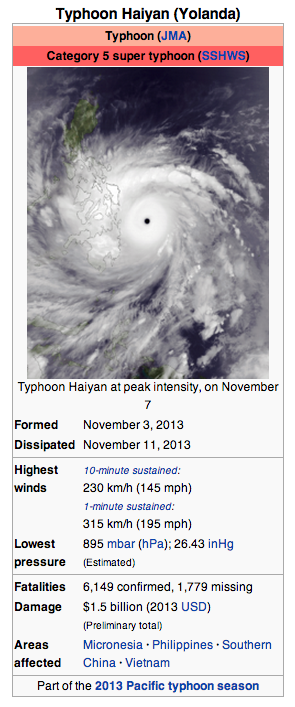 Typhoon Haiyan (Yolanda)
Typhoon (JMA)
Category 5 super typhoon (SSHWS)
Typhoon Haiyan at peak intensity, on November
7
Formed November 3, 2013
Dissipated November 11, 2013
Highest 10-minute sustained:
winds 230 km/h (145 mph)
1-minute sustained:
315 km/h (195 mph)
Lowest 895 mbar (hPa); 26.43 inHg
pressure (Estimated)
Fatalities 6,149 confirmed, 1,779 missing
Damage $1.5 billion (2013 USD)
(Preliminary total)
Areas Micronesia · Philippines · Southern
affected China · Vietnam
Part of the 2013 Pacific typhoon season